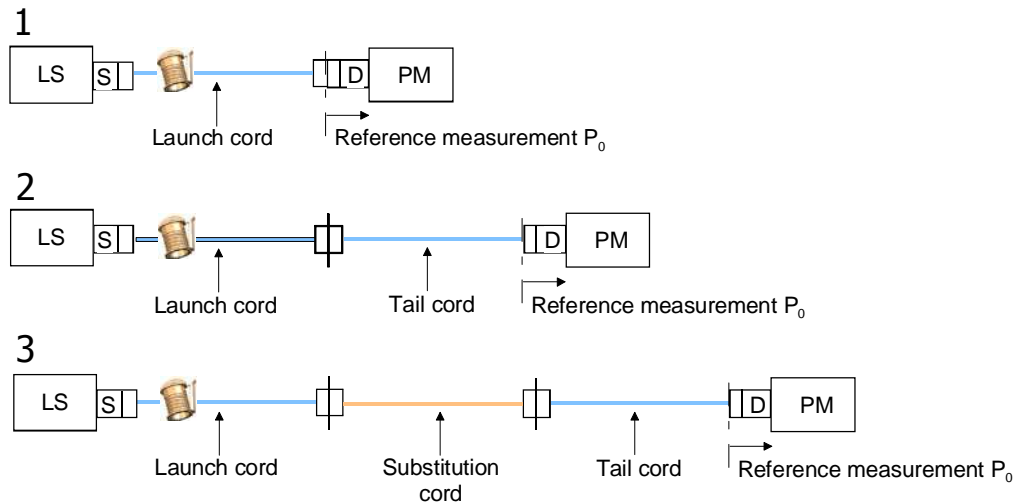 1
LS S D PM
Launch cord Reference measurement P₀
2
LS S D PM
Launch cord Tail cord Reference measurement P₀
3
LS S D PM
Launch cord Substitution cord Tail cord Reference measurement P₀